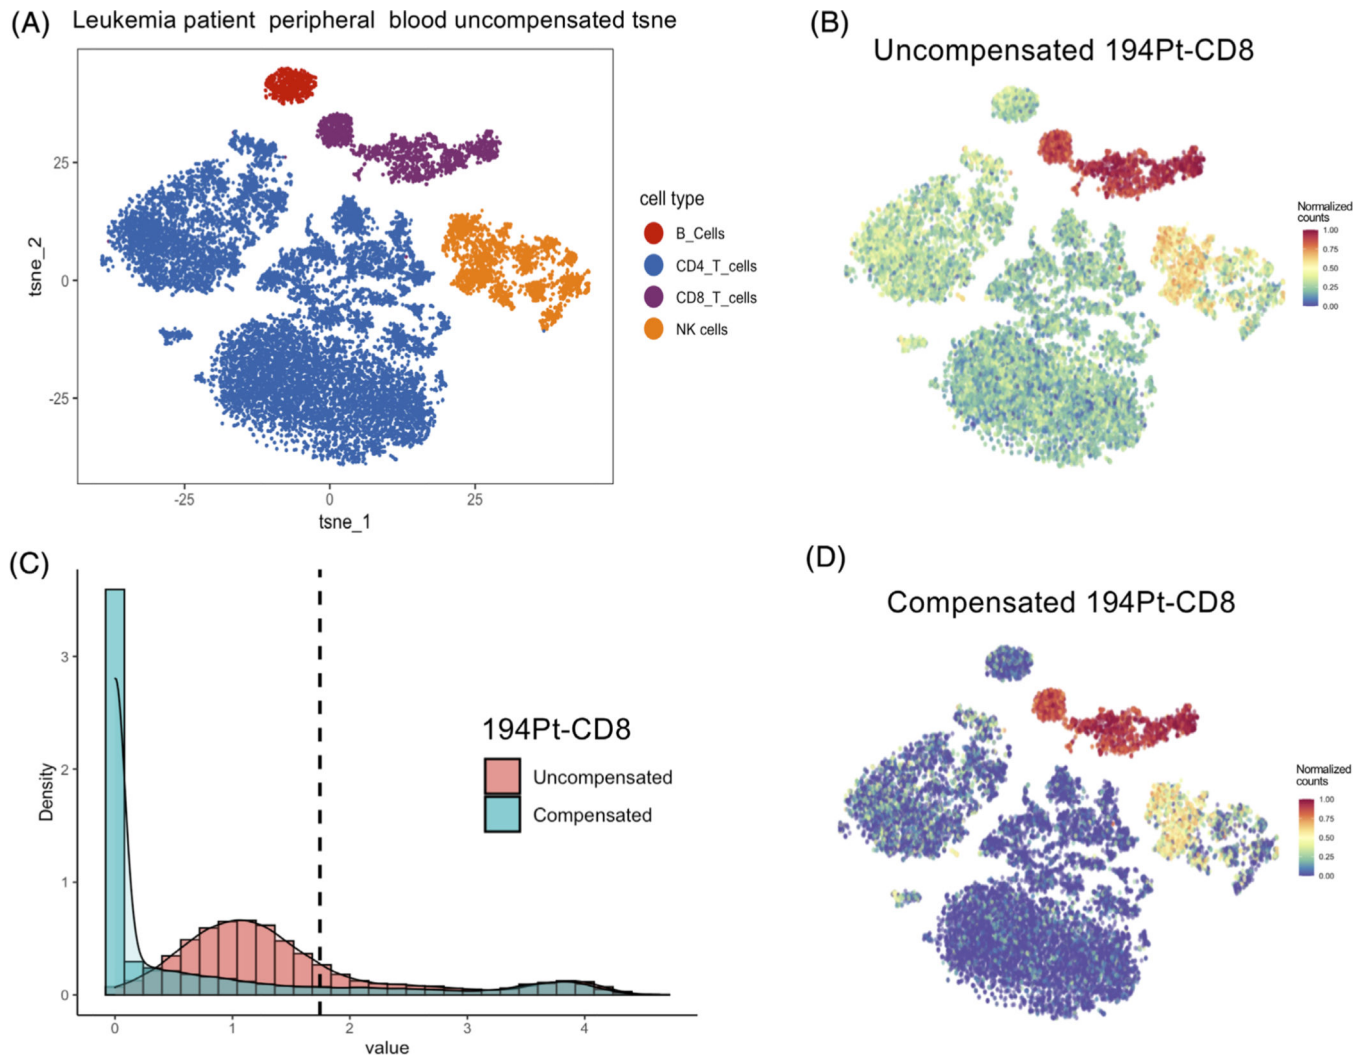 (A) Leukemia patient peripheral blood uncompensated tsne
25
0
-25
tsne_2
-25 0 25
tsne_1
cell type
B_Cells
CD4_T_cells
CD8_T_cells
NK cells
(B)
Uncompensated 194Pt-CD8
Normalized
counts
1.00
0.75
0.50
0.25
0.00
(C)
3
2
1
0
Density
194Pt-CD8
Uncompensated
Compensated
0 1 2 3 4
value
(D)
Compensated 194Pt-CD8
Normalized
counts
1.00
0.75
0.50
0.25
0.00